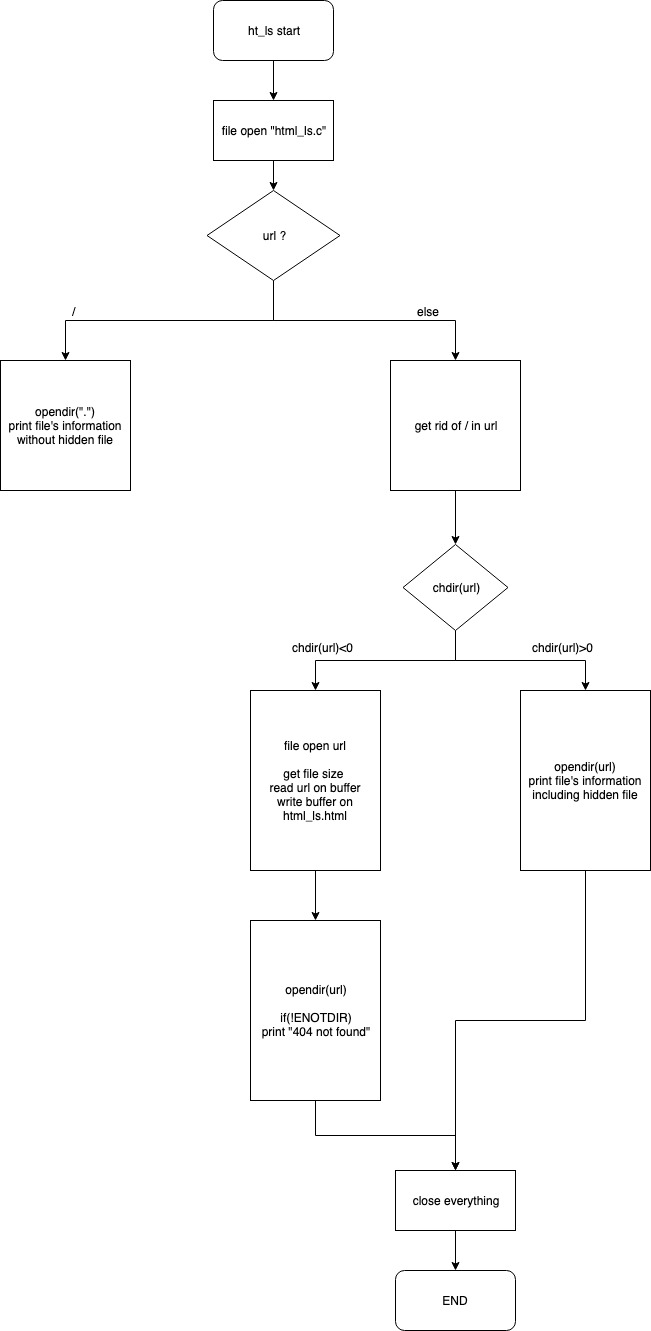 ht_ls start
file open "html_ls.c"
url ?
/
else
opendir(".")
print file's information
without hidden file
get rid of / in url
chdir(url)
chdir(url)<0
chdir(url)>0
file open url
get file size
read url on buffer
write buffer on
html_ls.html
opendir(url)
print file's information
including hidden file
opendir(url)
if(!ENOTDIR)
print "404 not found"
close everything
END